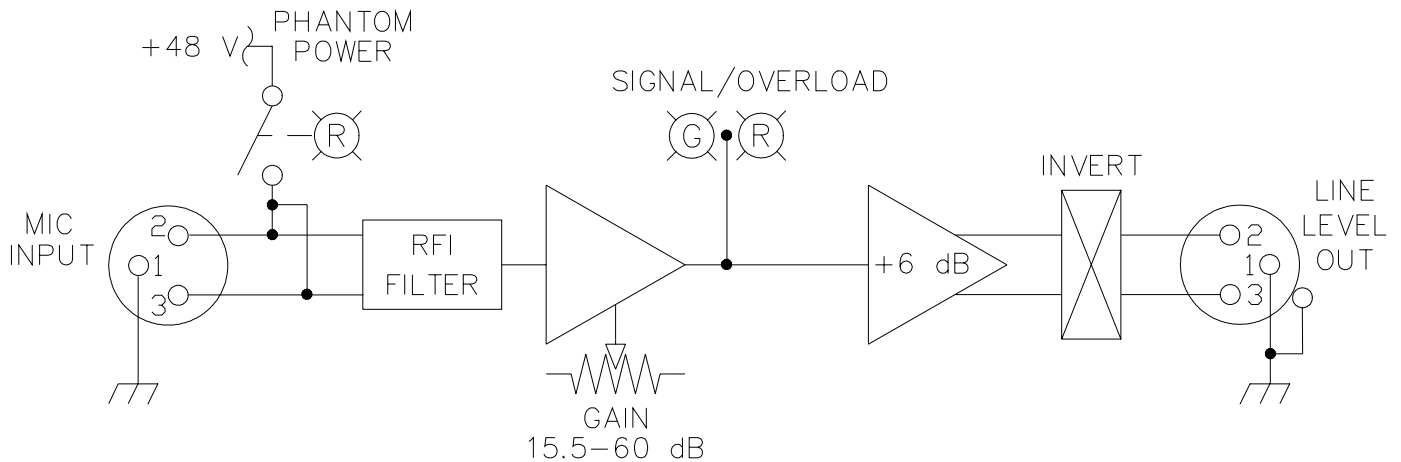 PHANTOM
POWER
+48 V
R
SIGNAL/OVERLOAD
G R
MIC
INPUT
2
1
3
RFI
FILTER
GAIN
15.5–60 dB
+6 dB
INVERT
LINE
LEVEL
OUT
2
1
3